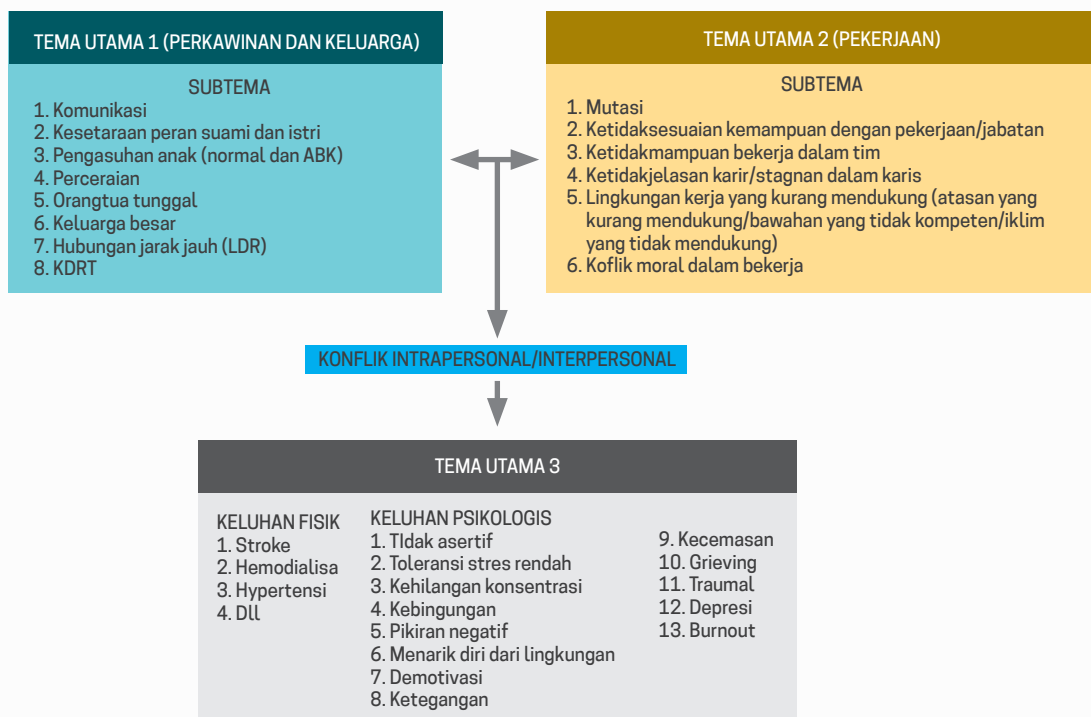 TEMA UTAMA 1 (PERKAWINAN DAN KELUARGA)
SUBTEMA
1. Komunikasi
2. Kesetaraan peran suami dan istri
3. Pengasuhan anak (normal dan ABK)
4. Perceraian
5. Orangtua tunggal
6. Keluarga besar
7. Hubungan jarak jauh (LDR)
8. KDRT
TEMA UTAMA 2 (PEKERJAAN)
SUBTEMA
1. Mutasi
2. Ketidaksesuaian kemampuan dengan pekerjaan/jabatan
3. Ketidakmampuan bekerja dalam tim
4. Ketidakjelasan karir/stagnan dalam karis
5. Lingkungan kerja yang kurang mendukung (atasan yang
kurang mendukung/bawahan yang tidak kompeten/iklim
yang tidak mendukung)
6. Koflik moral dalam bekerja
KONFLIK INTRAPERSONAL/INTERPERSONAL
TEMA UTAMA 3
KELUHAN FISIK
1. Stroke
2. Hemodialisa
3. Hypertensi
4. Dll
KELUHAN PSIKOLOGIS
1. TIdak asertif
2. Toleransi stres rendah
3. Kehilangan konsentrasi
4. Kebingungan
5. Pikiran negatif
6. Menarik diri dari lingkungan
7. Demotivasi
8. Ketegangan
9. Kecemasan
10. Grieving
11. Traumal
12. Depresi
13. Burnout